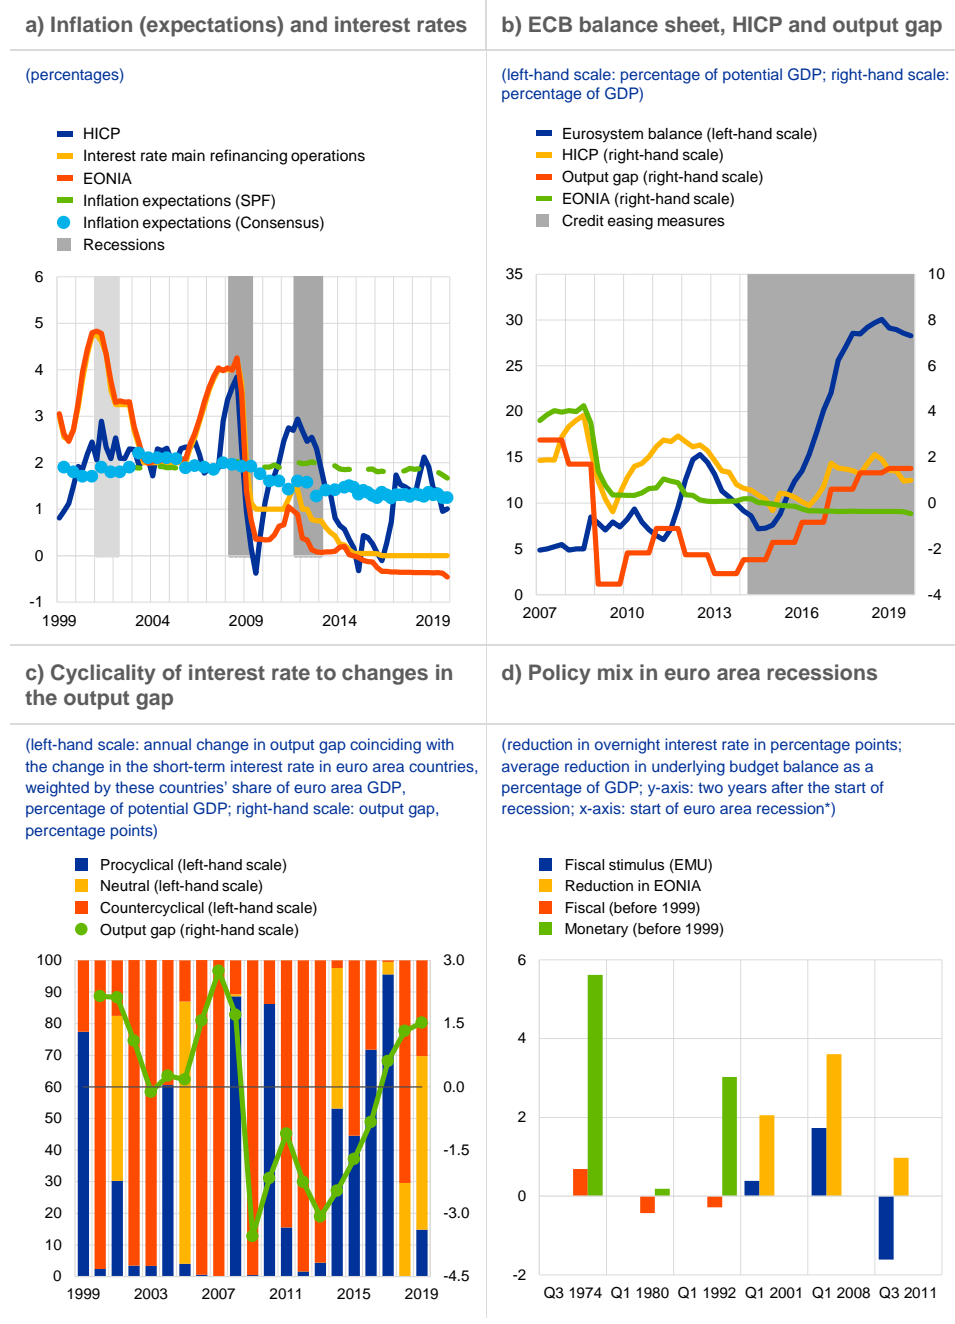 a) Inflation (expectations) and interest rates
(percentages)
HICP
Interest rate main refinancing operations
EONIA
Inflation expectations (SPF)
Inflation expectations (Consensus)
Recessions
6
5
4
3
2
1
0
-1
1999
2004
2009
2014
2019
b) ECB balance sheet, HICP and output gap
(left-hand scale: percentage of potential GDP; right-hand scale:
percentage of GDP)
Eurosystem balance (left-hand scale)
HICP (right-hand scale)
Output gap (right-hand scale)
EONIA (right-hand scale)
Credit easing measures
35
30
25
20
15
10
5
0
10
8
6
4
2
0
-2
-4
2007
2010
2013
2016
2019
c) Cyclicality of interest rate to changes in
the output gap
(left-hand scale: annual change in output gap coinciding with
the change in the short-term interest rate in euro area countries,
weighted by these countries' share of euro area GDP,
percentage of potential GDP; right-hand scale: output gap,
percentage points)
Procyclical (left-hand scale)
Neutral (left-hand scale)
Countercyclical (left-hand scale)
Output gap (right-hand scale)
100
90
80
70
60
50
40
30
20
10
0
3.0
1.5
0.0
-1.5
-3.0
-4.5
1999
2003
2007
2011
2015
2019
d) Policy mix in euro area recessions
(reduction in overnight interest rate in percentage points;
average reduction in underlying budget balance as a
percentage of GDP; y-axis: two years after the start of
recession; x-axis: start of euro area recession*)
Fiscal stimulus (EMU)
Reduction in EONIA
Fiscal (before 1999)
Monetary (before 1999)
6
4
2
0
-2
Q3 1974
Q1 1980
Q1 1992
Q1 2001
Q1 2008
Q3 2011